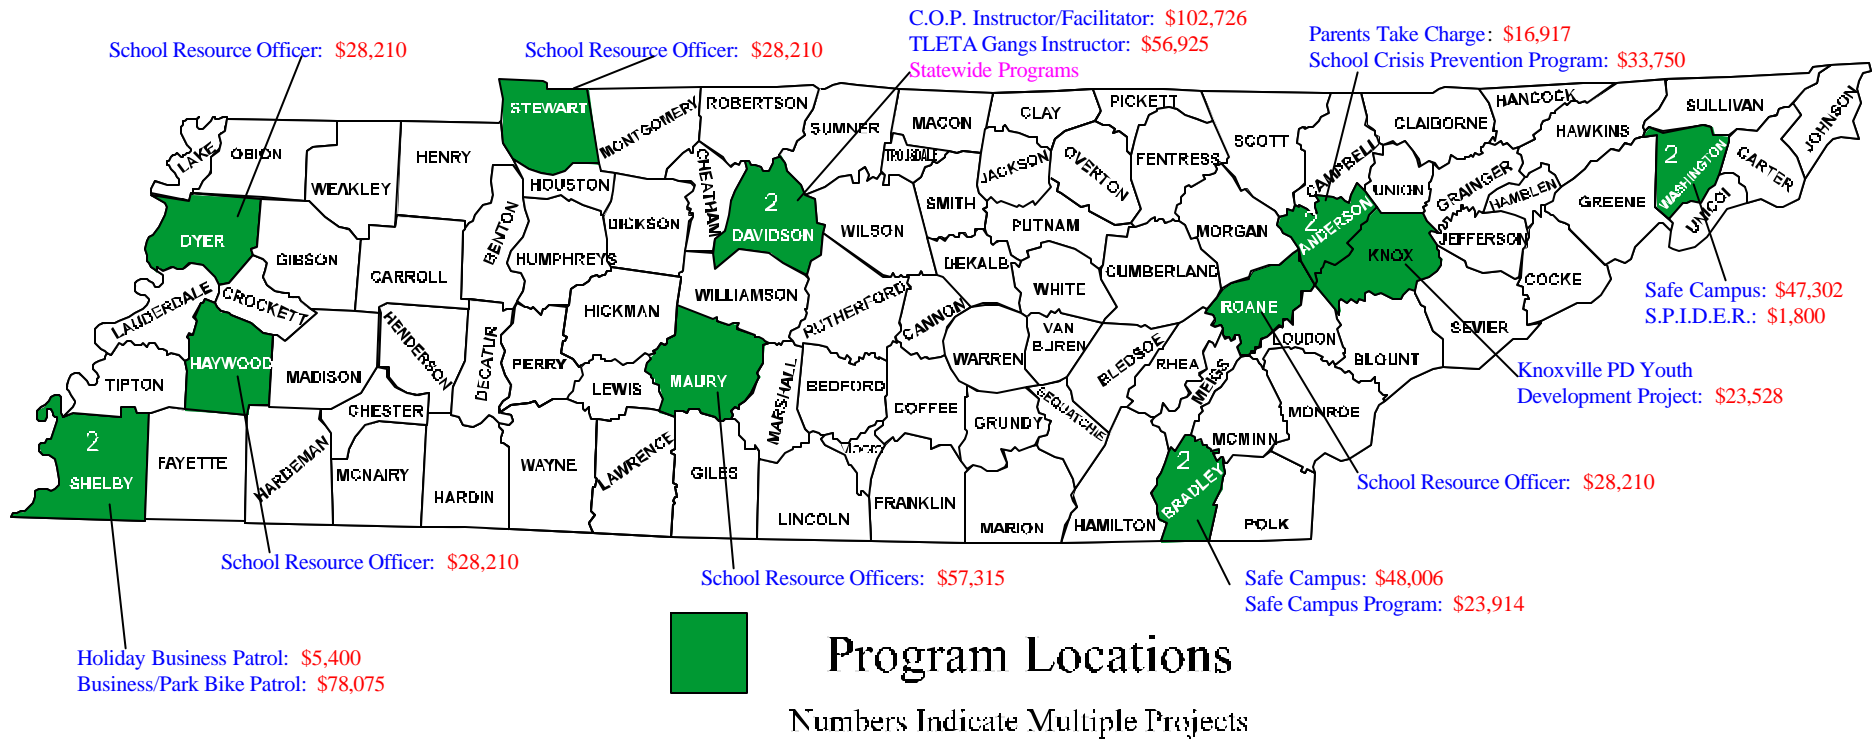 C.O.P. Instructor/Facilitator: $102,726
TLETA Gangs Instructor: $56,925
Statewide Programs
School Resource Officer: $28,210
School Resource Officer: $28,210
Parents Take Charge: $16,917
School Crisis Prevention Program: $33,750
STEWART
MONTGOMERY
ROBERTSON
SUMNER
MACON
CLAY
PICKETT
SCOTT
CLAIBORNE
HANCOCK
HAWKINS
SULLIVAN
JOHNSON
LAKE
OBION
WEAKLEY
HENRY
HOUSTON
CHEATHAM
TROUSDALE
JACKSON
OVERTON
FENTRESS
CAMPBELL
UNION
GRAINGER
HAMBLEN
GREENE
2
WASHINGTON
CARTER
UNICOI
DYER
GIBSON
CARROLL
BENTON
HUMPHREYS
DICKSON
2
DAVIDSON
WILSON
SMITH
PUTNAM
DEKALB
WHITE
CUMBERLAND
MORGAN
2
ANDERSON
KNOX
JEFFERSON
COCKE
LAUDERDALE
CROCKETT
HAYWOOD
MADISON
HENDERSON
DECATUR
PERRY
HICKMAN
WILLIAMSON
RUTHERFORD
CANNON
WARREN
VAN
BUREN
BLEDSOE
RHEA
MEIGS
ROANE
LOUDON
BLOUNT
SEVIER
Safe Campus: $47,302
S.P.I.D.E.R.: $1,800
TIPTON
CHESTER
LEWIS
MAURY
MARSHALL
BEDFORD
COFFEE
GRUNDY
SEQUATCHIE
MCMINN
MONROE
Knoxville PD Youth
Development Project: $23,528
2
SHELBY
FAYETTE
HARDEMAN
MCNAIRY
HARDIN
WAYNE
LAWRENCE
GILES
LINCOLN
FRANKLIN
MARION
HAMILTON
2
BRADLEY
POLK
School Resource Officer: $28,210
School Resource Officer: $28,210
School Resource Officers: $57,315
Safe Campus: $48,006
Safe Campus Program: $23,914
Holiday Business Patrol: $5,400
Business/Park Bike Patrol: $78,075
Program Locations
Numbers Indicate Multiple Projects